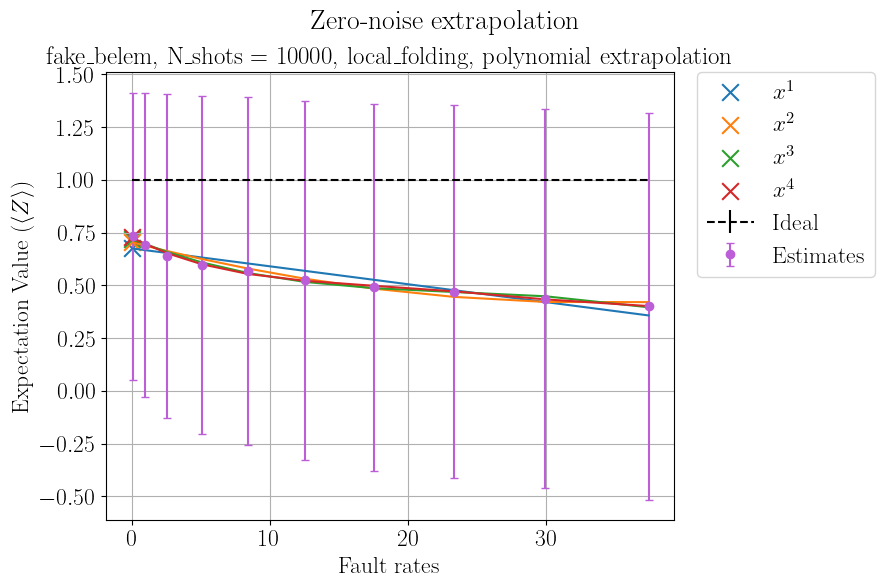 Zero-noise extrapolation
fake_belem, N_shots = 10000, local_folding, polynomial extrapolation
1.50
1.25
1.00
0.75
0.50
0.25
0.00
−0.25
−0.50
Expectation Value (⟨Z⟩)
0
10
20
30
Fault rates
x¹
x²
x³
x⁴
Ideal
Estimates